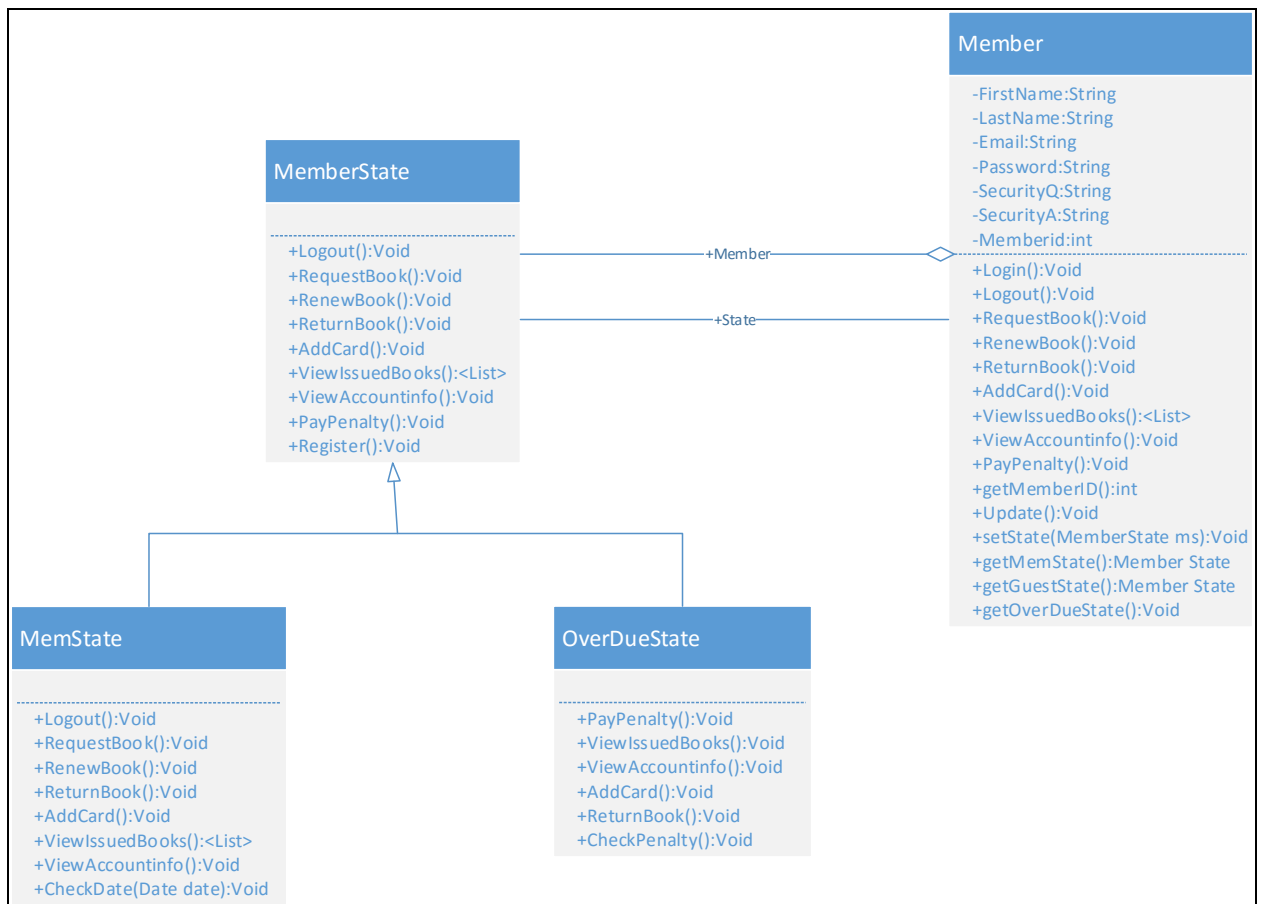 Member
-FirstName:String
-LastName:String
-Email:String
-Password:String
-SecurityQ:String
-SecurityA:String
-Memberid:int
+Login():Void
+Logout():Void
+RequestBook():Void
+RenewBook():Void
+ReturnBook():Void
+AddCard():Void
+ViewIssuedBooks():<List>
+ViewAccountinfo():Void
+PayPenalty():Void
+getMemberID():int
+Update():Void
+setState(MemberState ms):Void
+getMemState():Member State
+getGuestState():Member State
+getOverDueState():Void
MemberState
+Logout():Void
+RequestBook():Void
+RenewBook():Void
+ReturnBook():Void
+AddCard():Void
+ViewIssuedBooks():<List>
+ViewAccountinfo():Void
+PayPenalty():Void
+Register():Void
+Member
+State
MemState
+Logout():Void
+RequestBook():Void
+RenewBook():Void
+ReturnBook():Void
+AddCard():Void
+ViewIssuedBooks():<List>
+ViewAccountinfo():Void
+CheckDate(Date date):Void
OverDueState
+PayPenalty():Void
+ViewIssuedBooks():Void
+ViewAccountinfo():Void
+AddCard():Void
+ReturnBook():Void
+CheckPenalty():Void